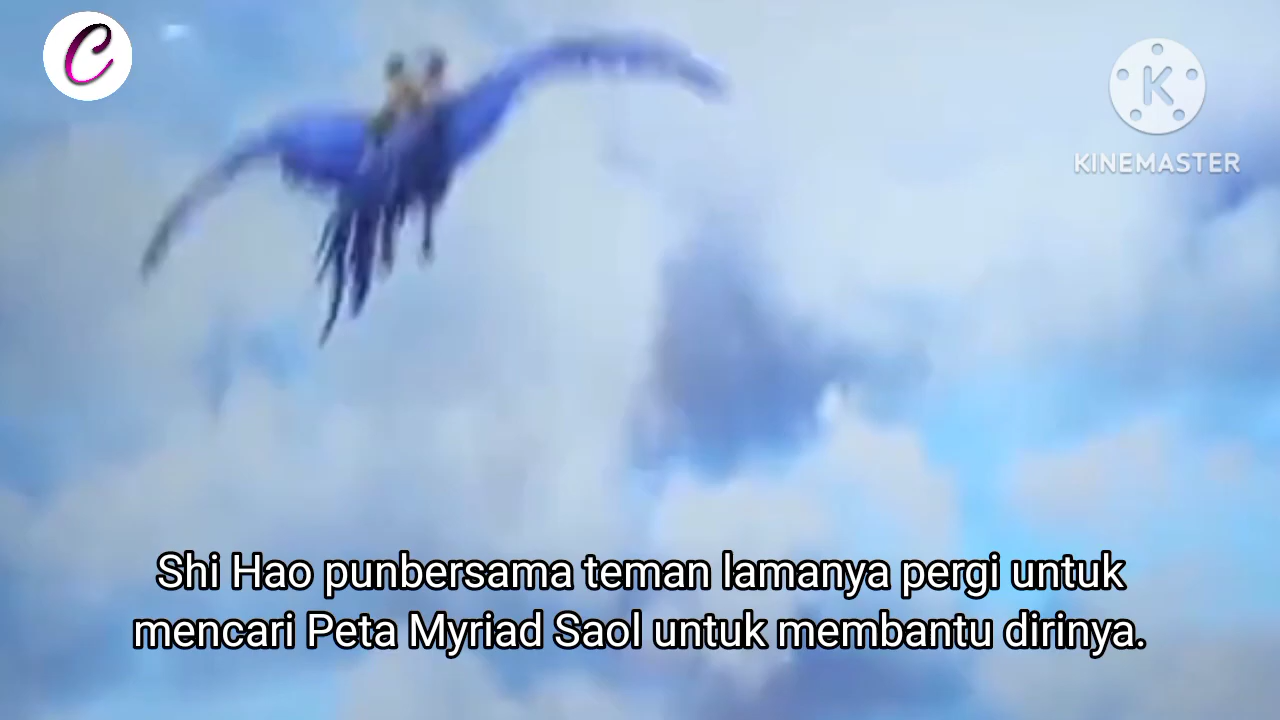 C
K
KINEMASTER
Shi Hao punbersama teman lamanya pergi untuk
mencari Peta Myriad Saol untuk membantu dirinya.